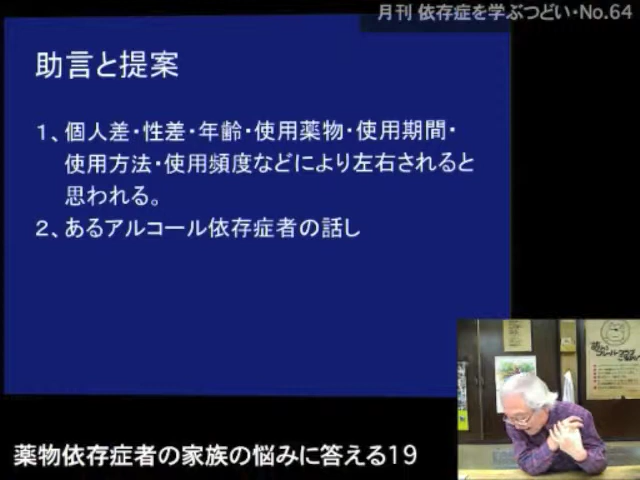 月刊 依存症を学ぶつどい・No.64
助言と提案
1、個人差・性差・年齢・使用薬物・使用期間・
使用方法・使用頻度などにより左右されると
思われる。
2、あるアルコール依存症者の話し
薬物依存症者の家族の悩みに答える19